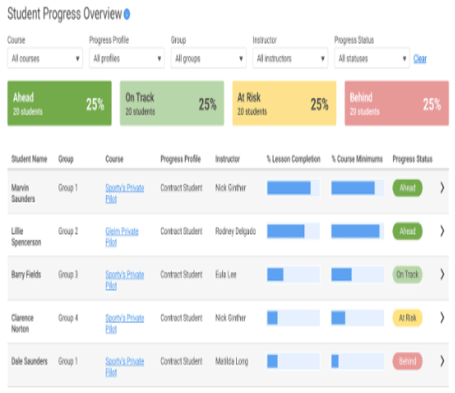 Student Progress Overview
Course Progress Profile Group Instructor Progress Status
All courses All profiles All groups All instructors All statuses Clear
Ahead 25% On Track 25% At Risk 25% Behind 25%
20 students 20 students 20 students 20 students
Student Name Group Course Progress Profile Instructor % Lesson Completion % Course Minimums Progress Status
Marvin Saunders Group 1 Sporty's Private Pilot Contract Student Nick Ginther Ahead
Lillie Spencerson Group 2 Gleim Private Pilot Contract Student Rodney Delgado Ahead
Barry Fields Group 3 Sporty's Private Pilot Contract Student Eula Lee On Track
Clarence Norton Group 4 Sporty's Private Pilot Contract Student Nick Ginther At Risk
Dale Saunders Group 1 Sporty's Private Pilot Contract Student Matilda Long Behind